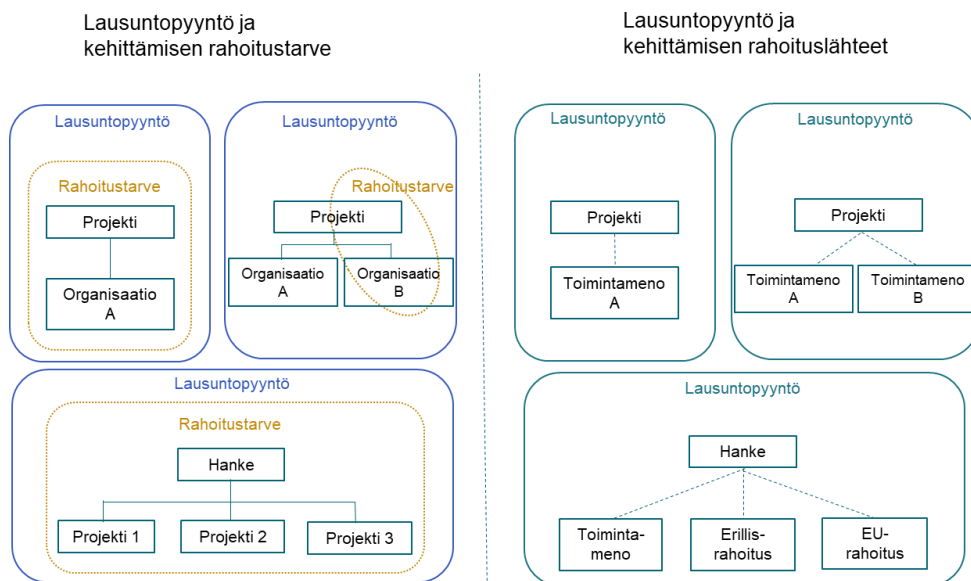 Lausuntopyyntö ja
kehittämisen rahoitustarve
Lausuntopyyntö
Rahoitustarve
Projekti
Organisaatio
A
Lausuntopyyntö
Rahoitustarve
Projekti
Organisaatio
A
Organisaatio
B
Lausuntopyyntö
Rahoitustarve
Hanke
Projekti 1
Projekti 2
Projekti 3
Lausuntopyyntö ja
kehittämisen rahoituslähteet
Lausuntopyyntö
Projekti
Toimintameno
A
Lausuntopyyntö
Projekti
Toimintameno
A
Toimintameno
B
Lausuntopyyntö
Hanke
Toiminta-
meno
Erillis-
rahoitus
EU-
rahoitus